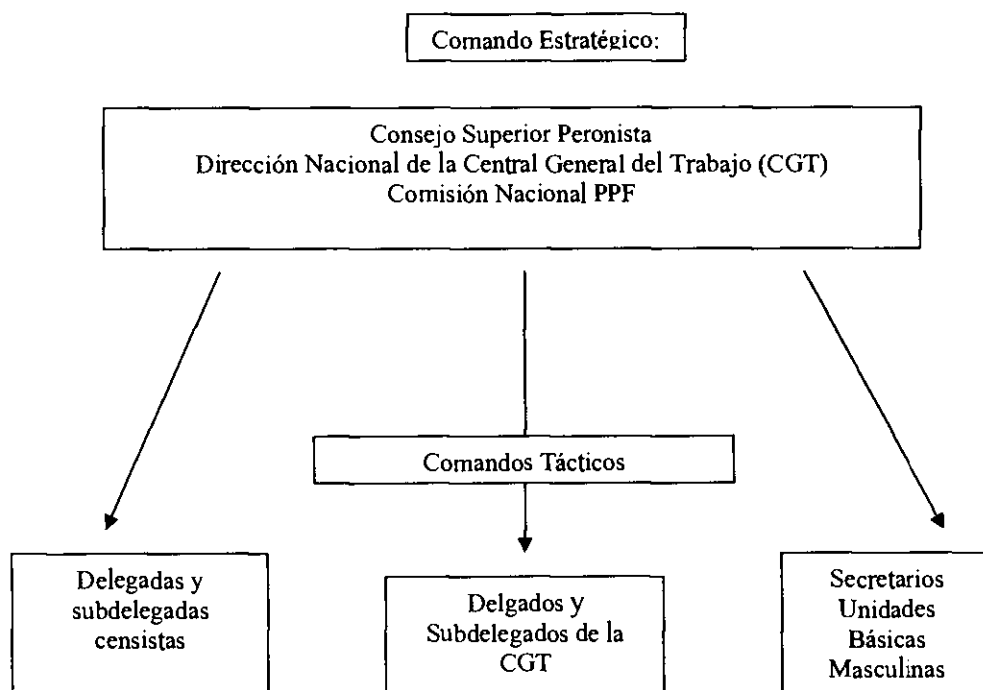 Comando Estratégico:
Consejo Superior Peronista
Dirección Nacional de la Central General del Trabajo (CGT)
Comisión Nacional PPF
Comandos Tácticos
Delegadas y
subdelegadas
censistas
Delgados y
Subdelegados de la
CGT
Secretarios
Unidades
Básicas
Masculinas